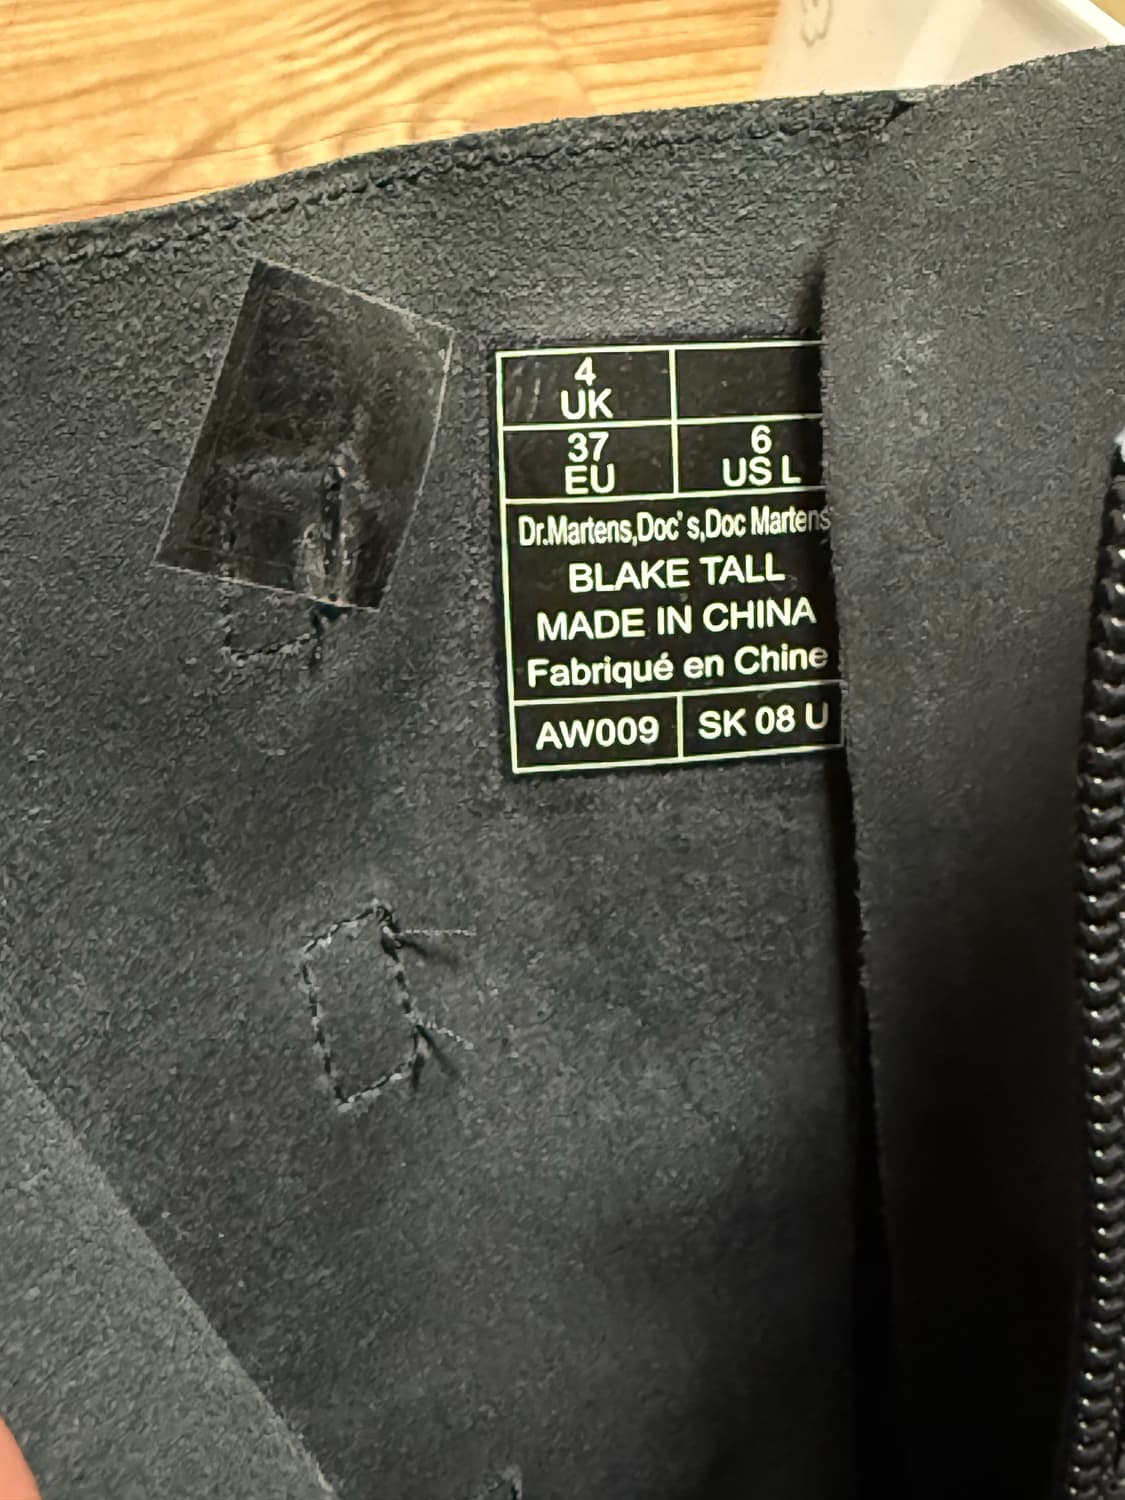 4
UK
37
EU
6
US L
Dr.Martens,Doc's,Doc Martens
BLAKE TALL
MADE IN CHINA
Fabriqué en Chine
AW009
SK 08 U